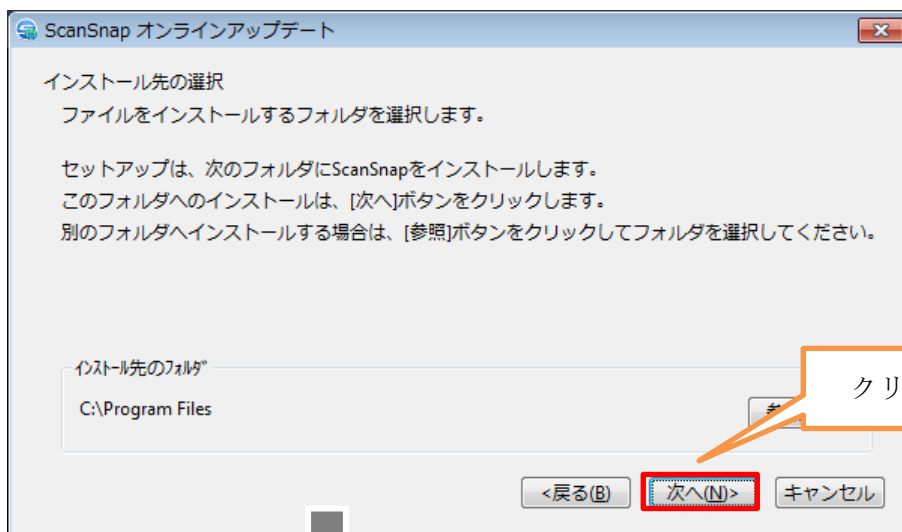 ScanSnap オンラインアップデート
インストール先の選択
ファイルをインストールするフォルダを選択します。
セットアップは、次のフォルダにScanSnapをインストールします。
このフォルダへのインストールは、[次へ]ボタンをクリックします。
別のフォルダへインストールする場合は、[参照]ボタンをクリックしてフォルダを選択してください。
ｲﾝｽﾄｰﾙ先のﾌｫﾙﾀﾞ
C:\Program Files
クリ
<戻る(B)
次へ(N)>
キャンセル